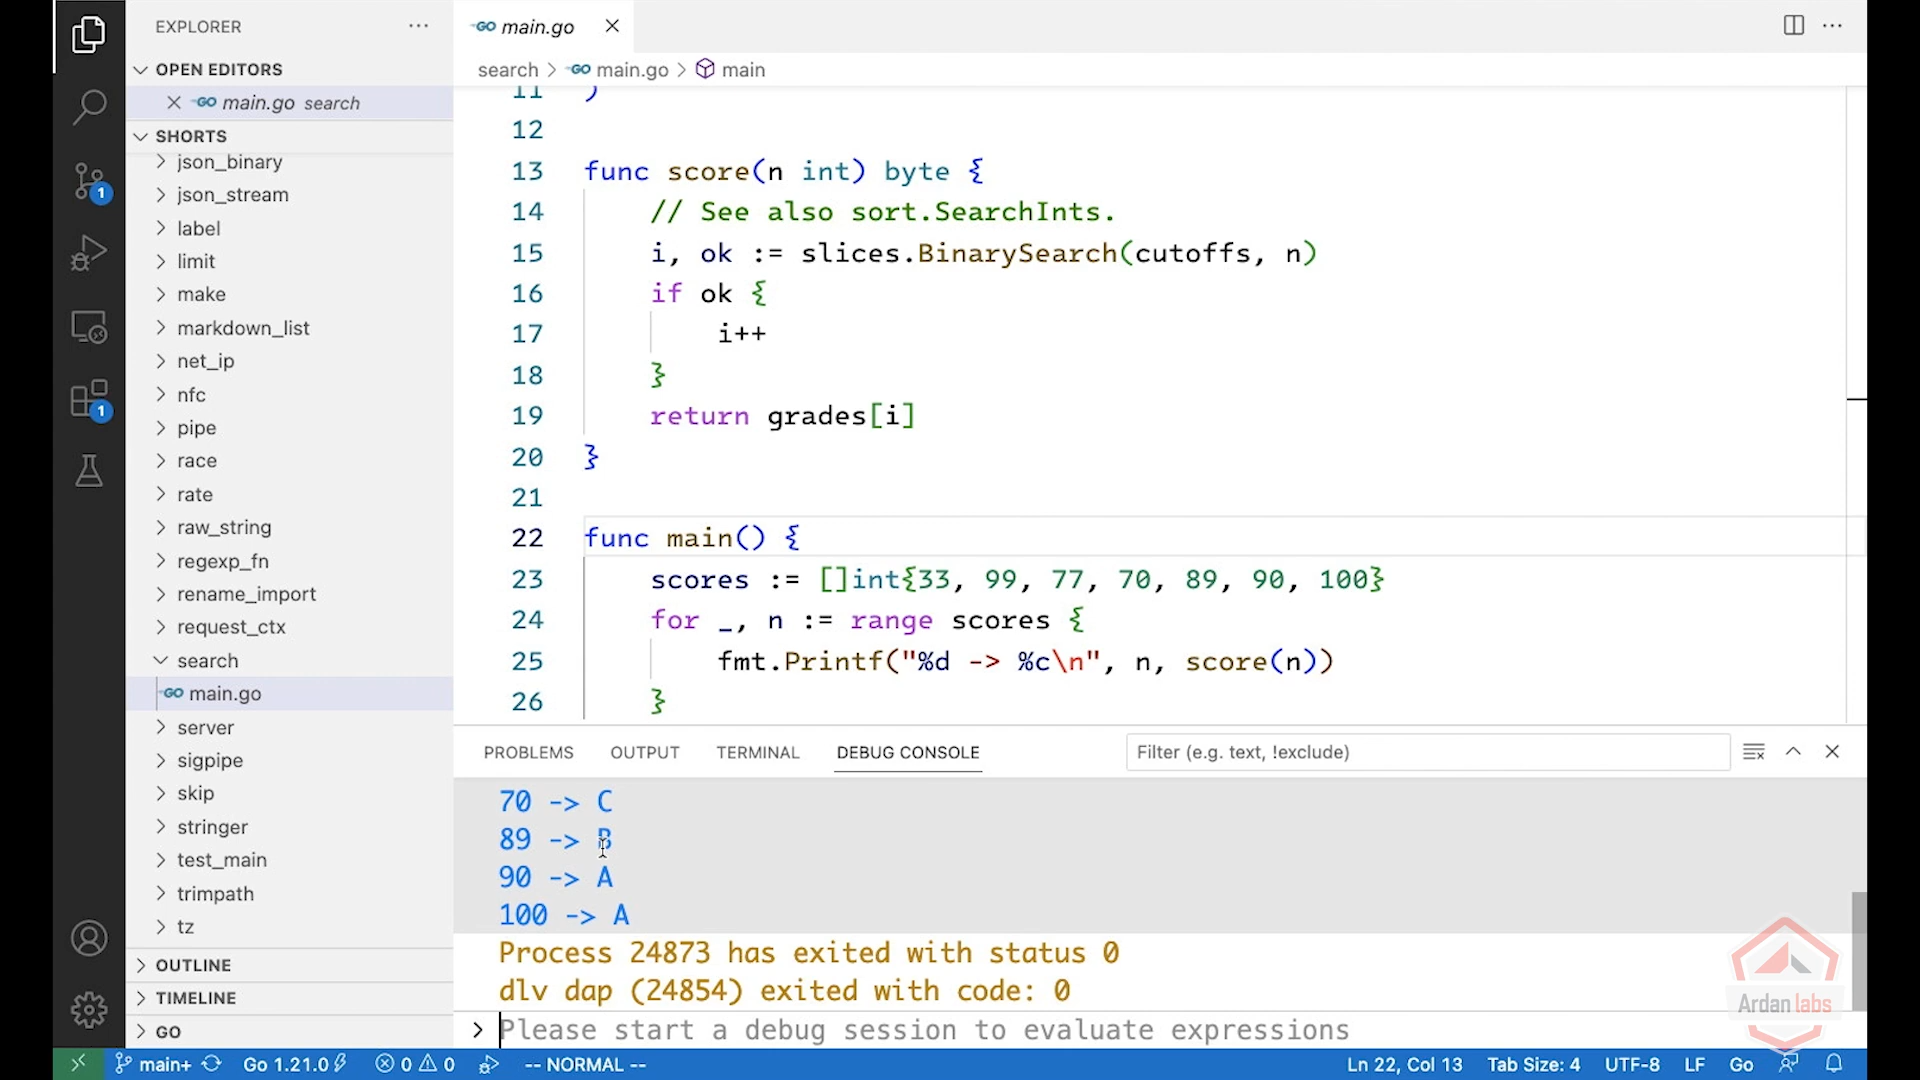 EXPLORER
OPEN EDITORS
main.go search
SHORTS
json_binary
json_stream
label
limit
make
markdown_list
net_ip
nfc
pipe
race
rate
raw_string
regexp_fn
rename_import
request_ctx
search
main.go
server
sigpipe
skip
stringer
test_main
trimpath
tz
OUTLINE
TIMELINE
GO
1
1
main.go
search > main.go > main
11 )
12
13 func score(n int) byte {
14 // See also sort.SearchInts.
15 i, ok := slices.BinarySearch(cutoffs, n)
16 if ok {
17 i++
18 }
19 return grades[i]
20 }
21
22 func main() {
23 scores := []int{33, 99, 77, 70, 89, 90, 100}
24 for _, n := range scores {
25 fmt.Printf("%d -> %c\n", n, score(n))
26 }
PROBLEMS OUTPUT TERMINAL DEBUG CONSOLE Filter (e.g. text, !exclude)
70 -> C
89 -> B
90 -> A
100 -> A
Process 24873 has exited with status 0
dlv dap (24854) exited with code: 0
> Please start a debug session to evaluate expressions
Ardan labs
main+ Go 1.21.0 0 0 -- NORMAL -- Ln 22, Col 13 Tab Size: 4 UTF-8 LF Go